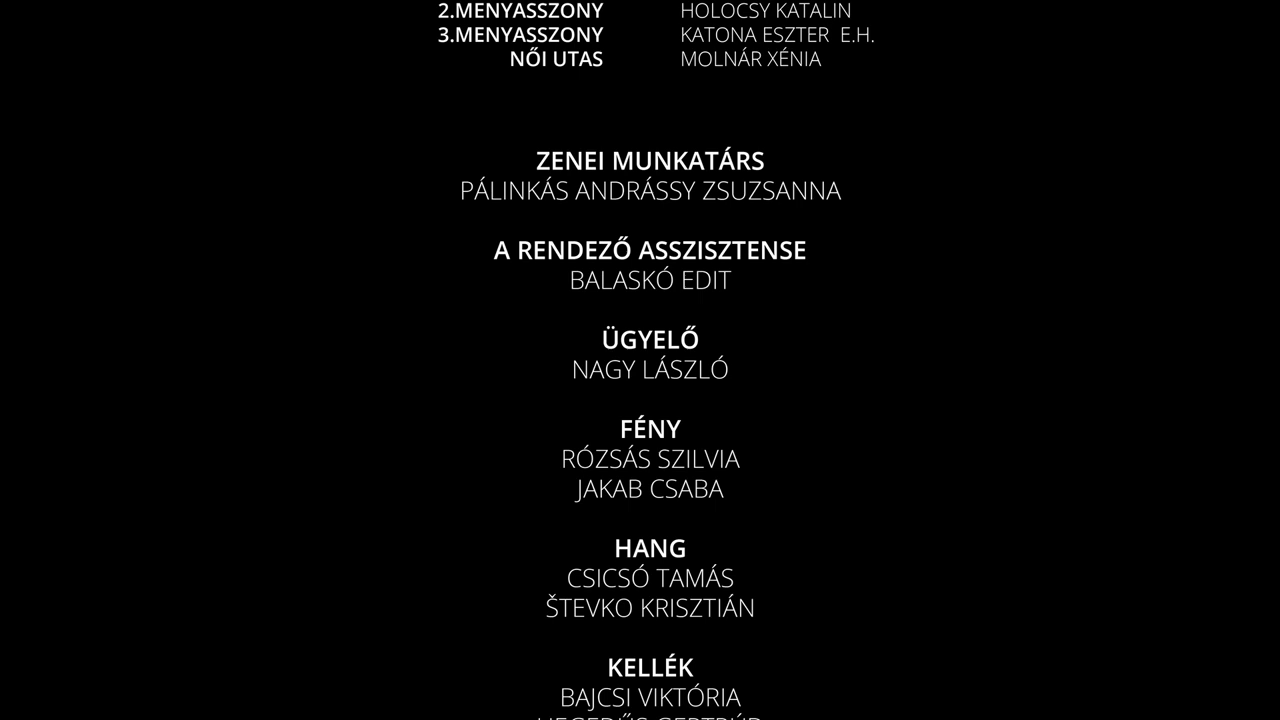 2.MENYASSZONY HOLOCSY KATALIN
3.MENYASSZONY KATONA ESZTER E.H.
NŐI UTAS MOLNÁR XÉNIA
ZENEI MUNKATÁRS
PÁLINKÁS ANDRÁSSY ZSUZSANNA
A RENDEZŐ ASSZISZTENSE
BALASKÓ EDIT
ÜGYELŐ
NAGY LÁSZLÓ
FÉNY
RÓZSÁS SZILVIA
JAKAB CSABA
HANG
CSICSÓ TAMÁS
ŠTEVKO KRISZTIÁN
KELLÉK
BAJCSI VIKTÓRIA